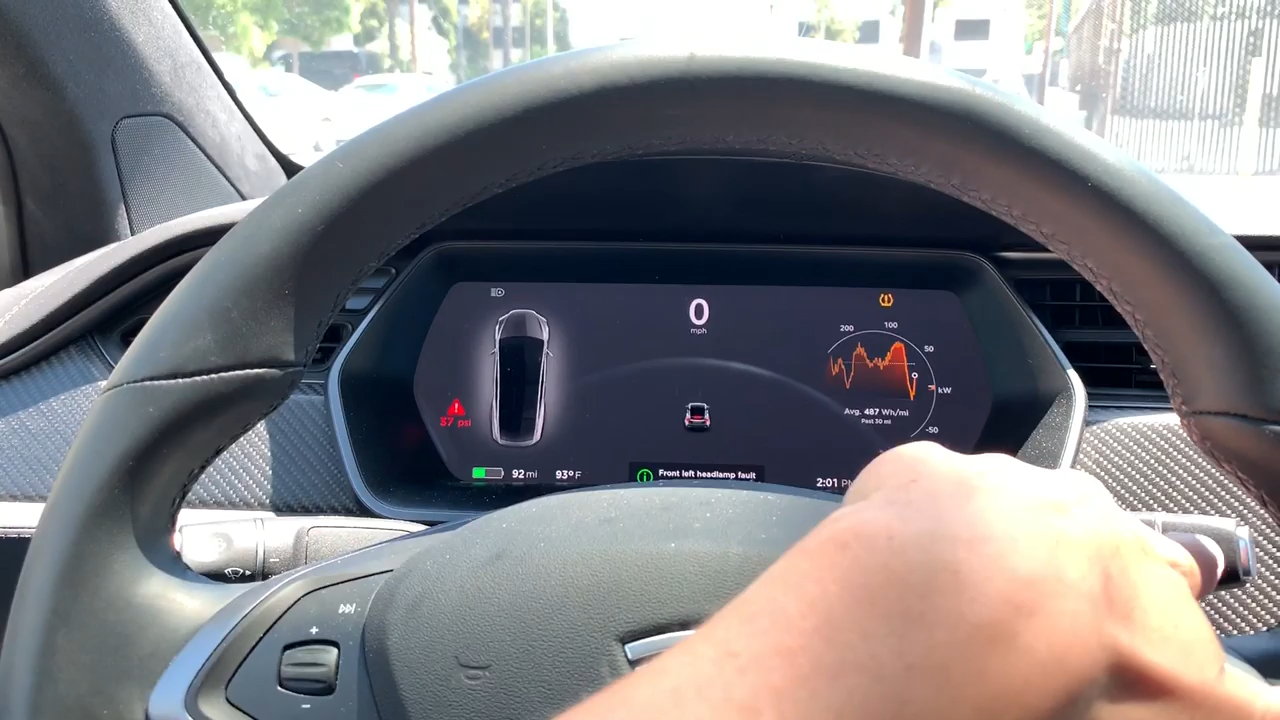 0
mph
200
100
50
kW
-50
Avg. 487 Wh/mi
Past 30 mi
37 psi
92 mi
93°F
Front left headlamp fault
2:01 PM
+
-